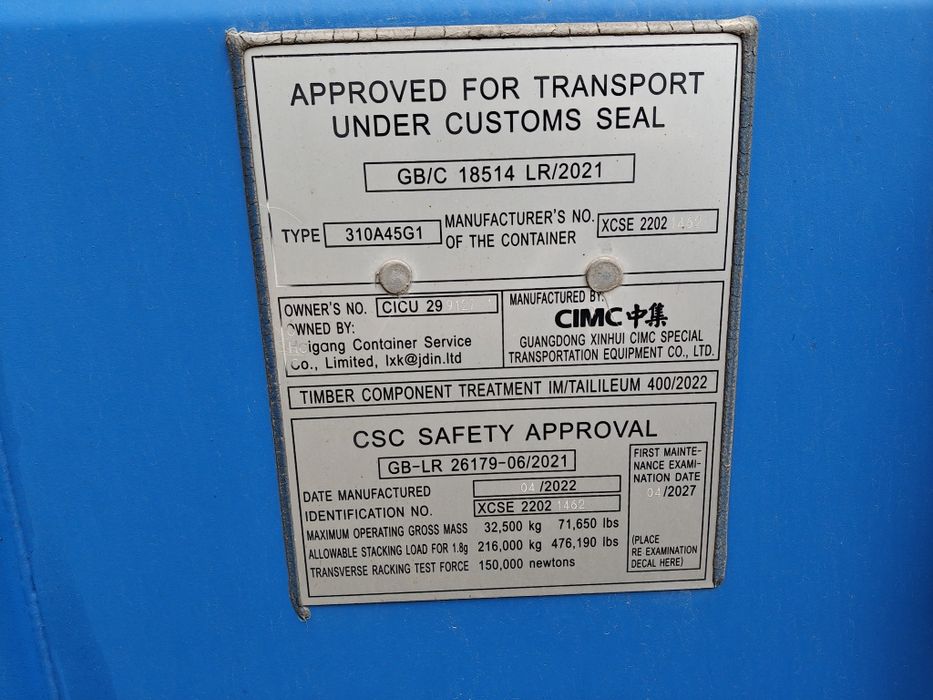 APPROVED FOR TRANSPORT
UNDER CUSTOMS SEAL
GB/C 18514 LR/2021
TYPE 310A45G1
MANUFACTURER'S NO.
OF THE CONTAINER
XCSE 2202 1462
OWNER'S NO. CICU 29
OWNED BY:
Haigang Container Service
Co., Limited, lxk@jdin.ltd
MANUFACTURED BY:
CIMC中集
GUANGDONG XINHUI CIMC SPECIAL
TRANSPORTATION EQUIPMENT CO., LTD.
TIMBER COMPONENT TREATMENT IM/TAILILEUM 400/2022
CSC SAFETY APPROVAL
GB-LR 26179-06/2021
DATE MANUFACTURED 04/2022
IDENTIFICATION NO. XCSE 2202 1462
MAXIMUM OPERATING GROSS MASS 32,500 kg 71,650 lbs
ALLOWABLE STACKING LOAD FOR 1.8g 216,000 kg 476,190 lbs
TRANSVERSE RACKING TEST FORCE 150,000 newtons
FIRST MAINTE-
NANCE EXAMI-
NATION DATE
04/2027
(PLACE
RE EXAMINATION
DECAL HERE)